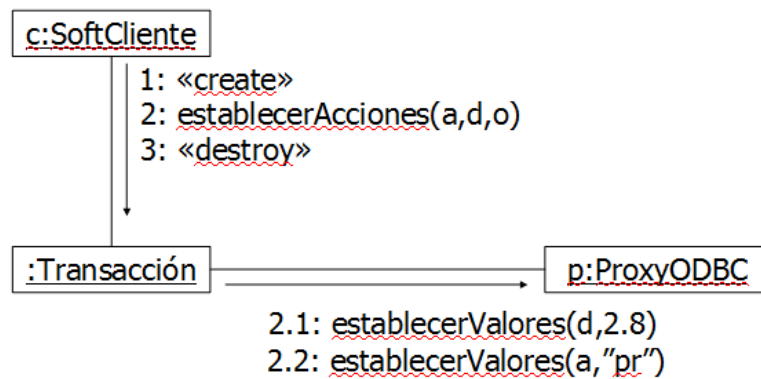 c:SoftCliente
1: «create»
2: establecerAcciones(a,d,o)
3: «destroy»
:Transacción
p:ProxyODBC
2.1: establecerValores(d,2.8)
2.2: establecerValores(a,”pr”)